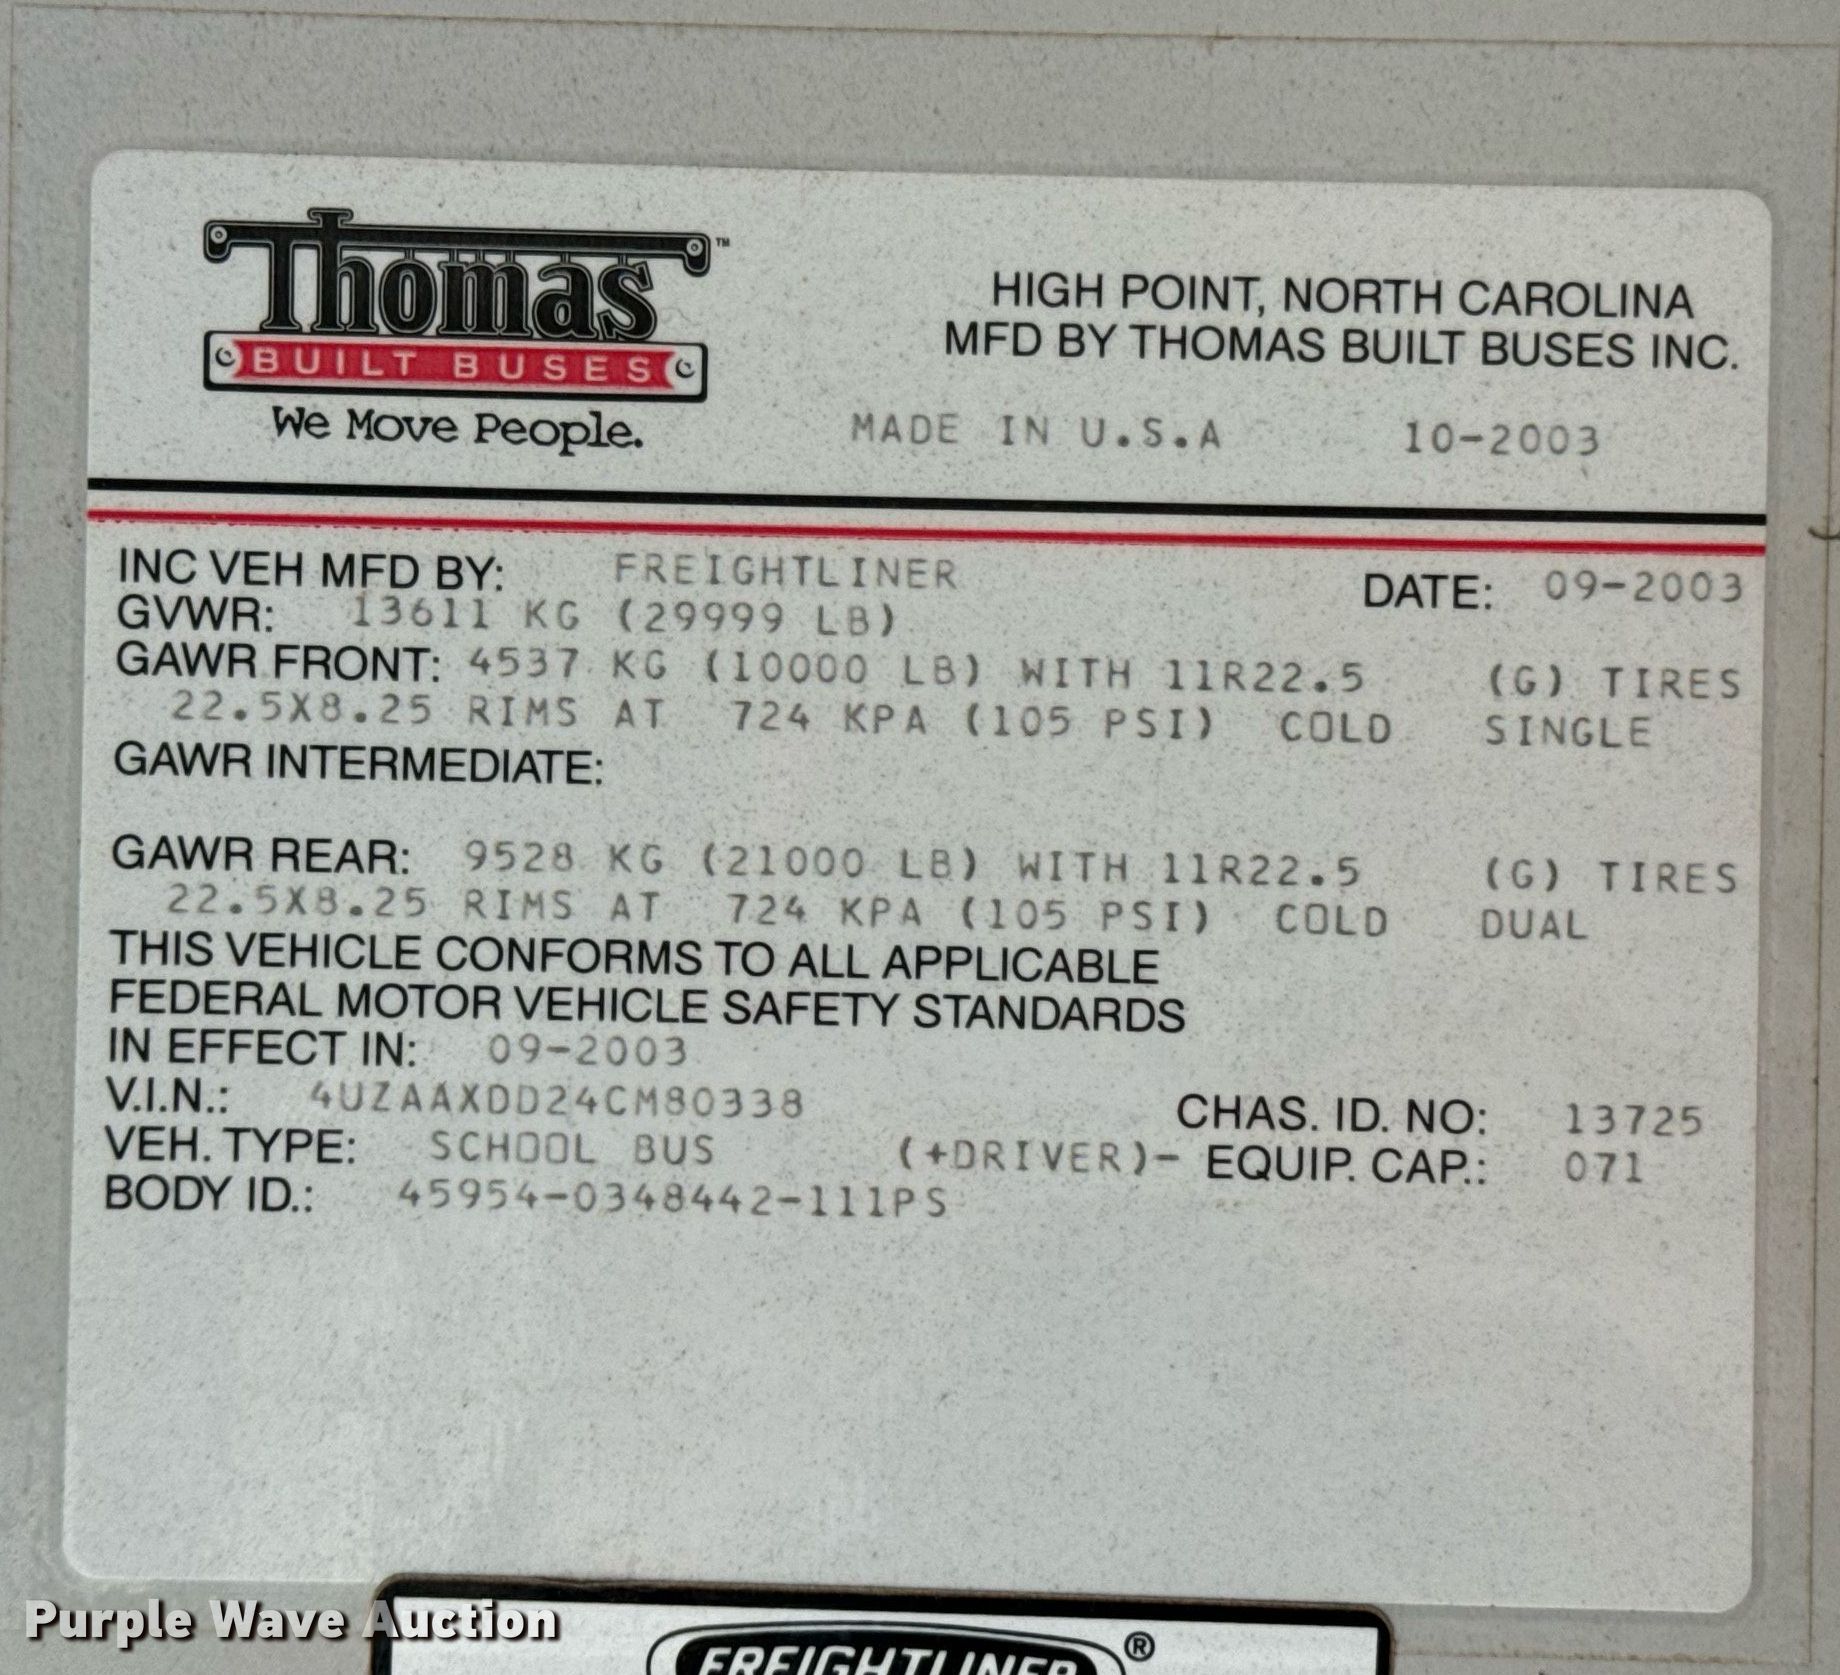 Thomas™
BUILT BUSES
We Move People.
HIGH POINT, NORTH CAROLINA
MFD BY THOMAS BUILT BUSES INC.
MADE IN U.S.A 10-2003
INC VEH MFD BY: FREIGHTLINER DATE: 09-2003
GVWR: 13611 KG (29999 LB)
GAWR FRONT: 4537 KG (10000 LB) WITH 11R22.5 (G) TIRES
22.5X8.25 RIMS AT 724 KPA (105 PSI) COLD SINGLE
GAWR INTERMEDIATE:
GAWR REAR: 9528 KG (21000 LB) WITH 11R22.5 (G) TIRES
22.5X8.25 RIMS AT 724 KPA (105 PSI) COLD DUAL
THIS VEHICLE CONFORMS TO ALL APPLICABLE
FEDERAL MOTOR VEHICLE SAFETY STANDARDS
IN EFFECT IN: 09-2003
V.I.N.: 4UZAAXDD24CM80338 CHAS. ID. NO: 13725
VEH. TYPE: SCHOOL BUS (+DRIVER)- EQUIP. CAP.: 071
BODY ID.: 45954-0348442-111PS
Purple Wave Auction
FREIGHTLINER®